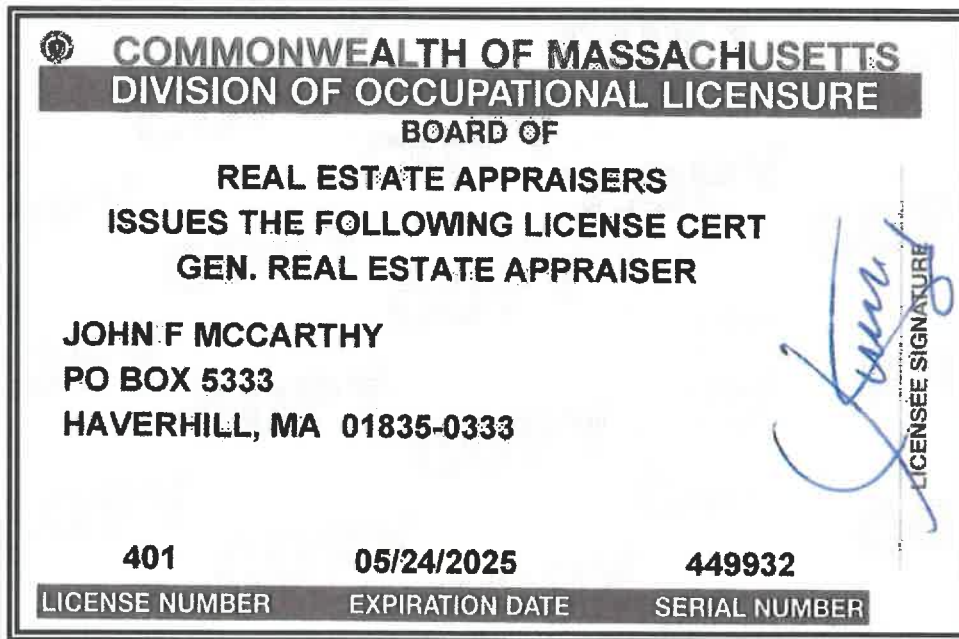 COMMONWEALTH OF MASSACHUSETTS
DIVISION OF OCCUPATIONAL LICENSURE
BOARD OF
REAL ESTATE APPRAISERS
ISSUES THE FOLLOWING LICENSE CERT
GEN. REAL ESTATE APPRAISER
JOHN F MCCARTHY
PO BOX 5333
HAVERHILL, MA 01835-0333
LICENSEE SIGNATURE
401 05/24/2025 449932
LICENSE NUMBER EXPIRATION DATE SERIAL NUMBER